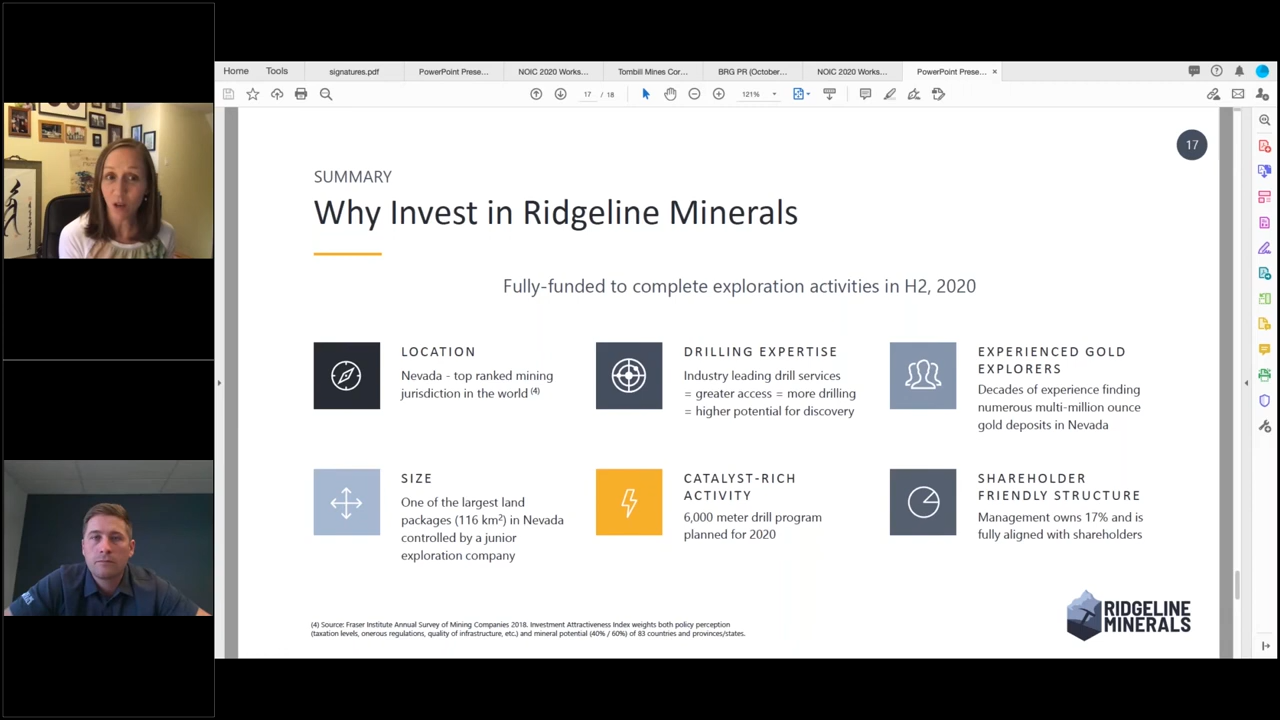 Home Tools signatures.pdf PowerPoint Prese... NOIC 2020 Works... Tombill Mines Cor... BRG PR (October... NOIC 2020 Works... PowerPoint Prese... ×
17 / 18 121%
17
SUMMARY
Why Invest in Ridgeline Minerals
Fully-funded to complete exploration activities in H2, 2020
LOCATION
Nevada - top ranked mining
jurisdiction in the world (4)
DRILLING EXPERTISE
Industry leading drill services
= greater access = more drilling
= higher potential for discovery
EXPERIENCED GOLD
EXPLORERS
Decades of experience finding
numerous multi-million ounce
gold deposits in Nevada
SIZE
One of the largest land
packages (116 km²) in Nevada
controlled by a junior
exploration company
CATALYST-RICH
ACTIVITY
6,000 meter drill program
planned for 2020
SHAREHOLDER
FRIENDLY STRUCTURE
Management owns 17% and is
fully aligned with shareholders
(4) Source: Fraser Institute Annual Survey of Mining Companies 2018. Investment Attractiveness Index weights both policy perception
(taxation levels, onerous regulations, quality of infrastructure, etc.) and mineral potential (40% / 60%) of 83 countries and provinces/states.
RIDGELINE
MINERALS